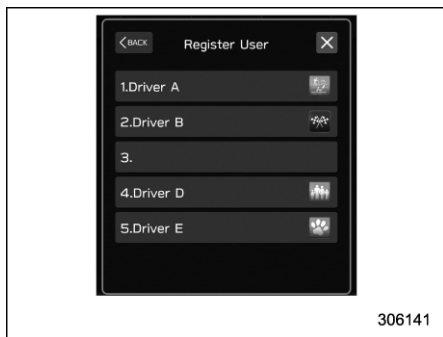 BACK Register User
1.Driver A
2.Driver B
3.
4.Driver D
5.Driver E
306141